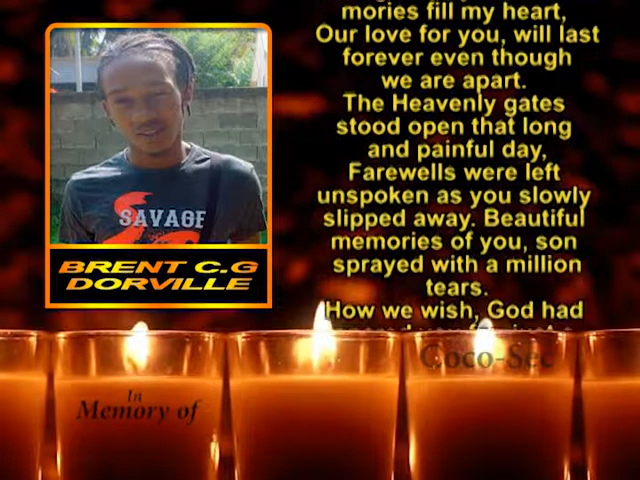 mories fill my heart,
Our love for you, will last
forever even though
we are apart.
The Heavenly gates
stood open that long
and painful day,
Farewells were left
unspoken as you slowly
slipped away. Beautiful
memories of you, son
sprayed with a million
tears.
How we wish, God had
SAVAGE
BRENT C.G
DORVILLE
Coco-Sec
In
Memory of